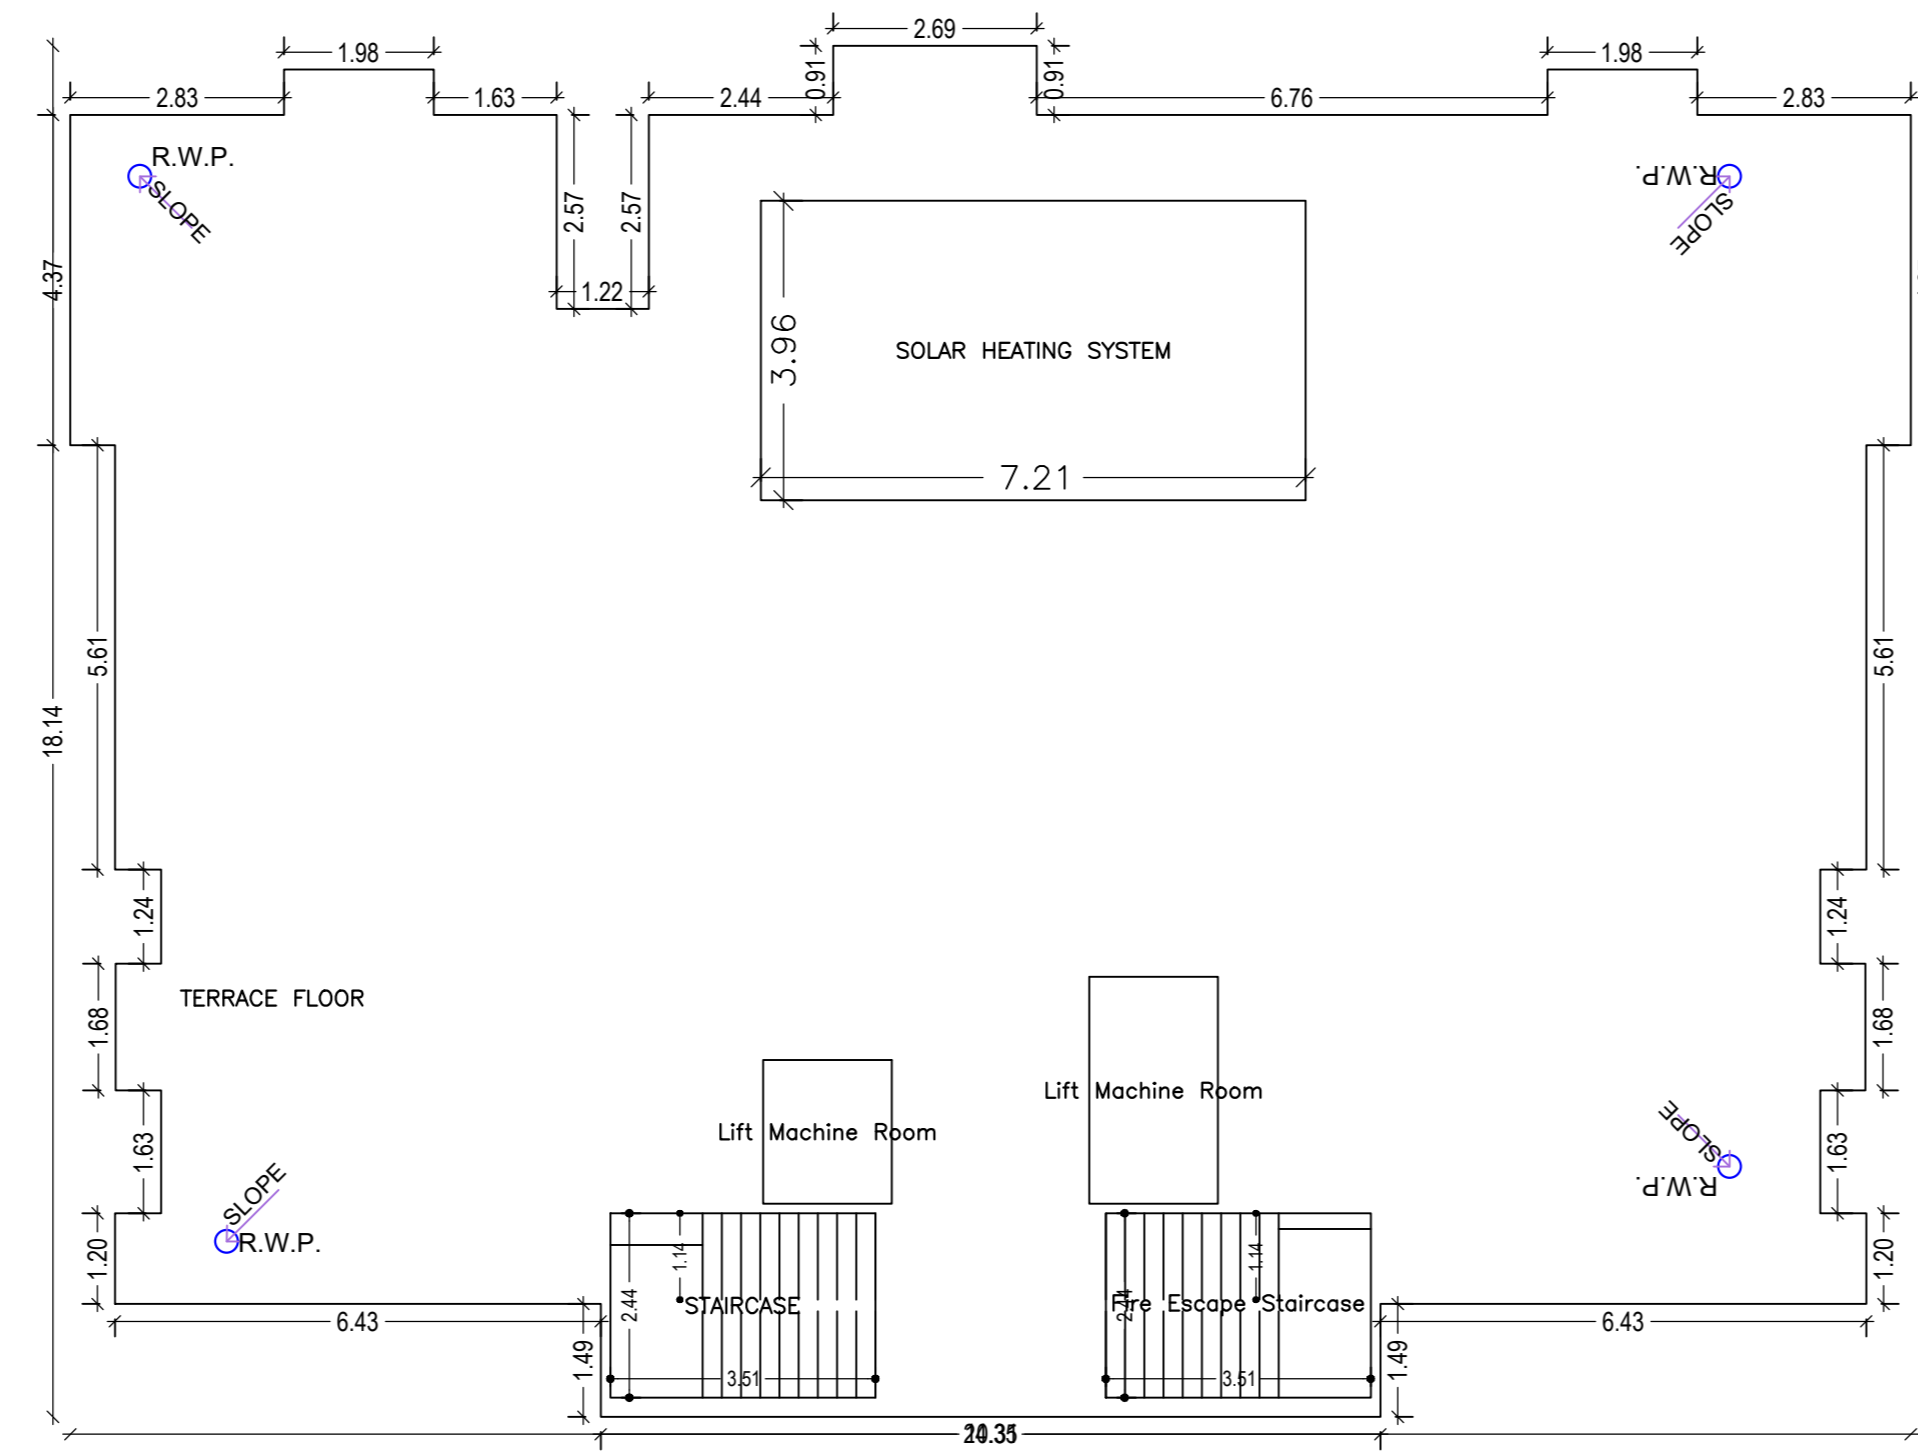 2.69
1.98
1.98
2.83
1.63
2.44
0.91
0.91
6.76
2.83
R.W.P.
SLOPE
R.W.P.
SLOPE
2.57
2.57
4.37
1.22
3.96
SOLAR HEATING SYSTEM
7.21
5.61
5.61
18.14
1.24
1.24
TERRACE FLOOR
1.68
1.68
Lift Machine Room
Lift Machine Room
1.63
1.63
SLOPE
R.W.P.
SLOPE
R.W.P.
1.20
1.20
1.14
1.14
2.44
STAIRCASE
2.44
Fire Escape Staircase
6.43
6.43
1.49
1.49
3.51
3.51